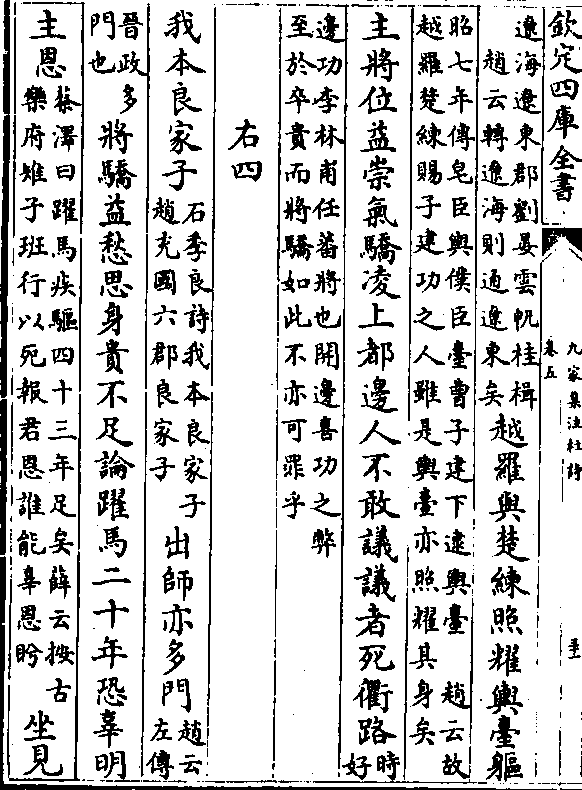 欽定四庫全書
九家集注杜詩
卷五
遼海遼東郡劉晏雲帆桂楫
趙云轉遼海則通遼東矣
越羅與楚練照耀輿臺軀
昭七年傳皂臣輿僕臣臺曹子建下逮輿臺 趙云故
越羅楚練賜子建功之人雖是輿臺亦照耀其身矣
主將位益崇氣驕凌上都邊人不敢議議者死衢路
時好
邊功李林甫任蕃將也開邊喜功之弊
至於卒貴而將驕如此不亦可罪乎
右四
我本良家子
石季良詩我本良家子
趙充國六郡良家子
出師亦多門
趙云左傳
晉政多門也
將驕益愁思身貴不足論躍馬二十年恐辜明
主恩
蔡澤曰躍馬疾驅四十三年足矣薛云按古
樂府雉子班行以死報君恩誰能辜恩盻
坐見